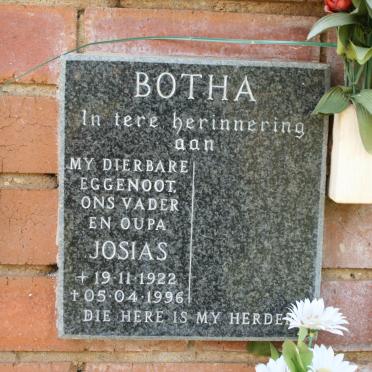 BOTHA
In tere herinnering
aan
MY DIERBARE
EGGENOOT,
ONS VADER
EN OUPA
JOSIAS
+ 19·11·1922
† 05·04·1996
DIE HERE IS MY HERDE